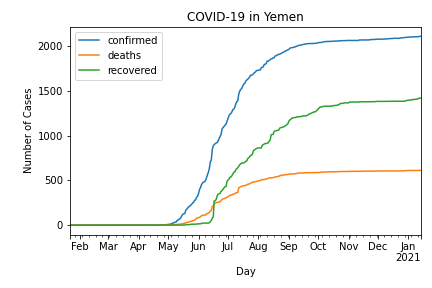 COVID-19 in Yemen
confirmed
deaths
recovered
Number of Cases
2000
1500
1000
500
0
Feb Mar Apr May Jun Jul Aug Sep Oct Nov Dec Jan
2021
Day